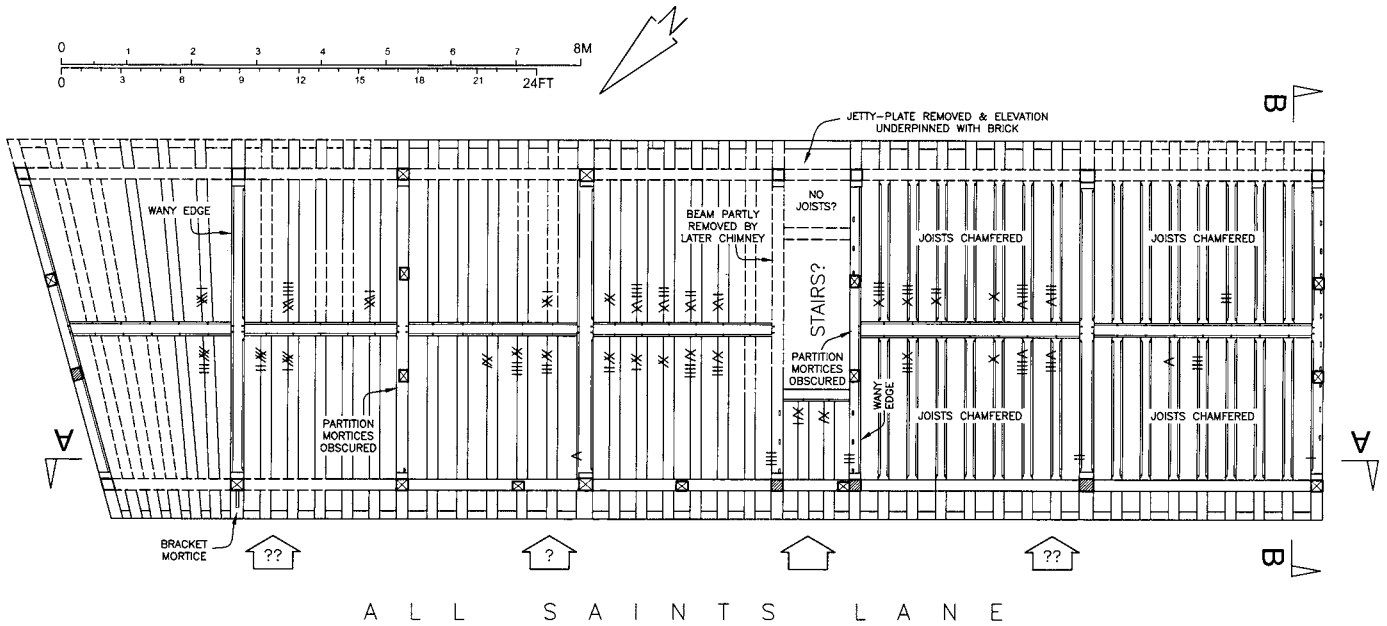 0 1 2 3 4 5 6 7 8M
0 3 6 9 12 15 18 21 24FT
N
B
JETTY-PLATE REMOVED & ELEVATION
UNDERPINNED WITH BRICK
WANY EDGE
NO
JOISTS?
BEAM PARTLY
REMOVED BY
LATER CHIMNEY
JOISTS CHAMFERED
JOISTS CHAMFERED
STAIRS?
PARTITION
MORTICES
OBSCURED
PARTITION
MORTICES
OBSCURED
WANY
EDGE
JOISTS CHAMFERED
JOISTS CHAMFERED
A
A
BRACKET
MORTICE
??
?
??
B
ALL SAINTS LANE